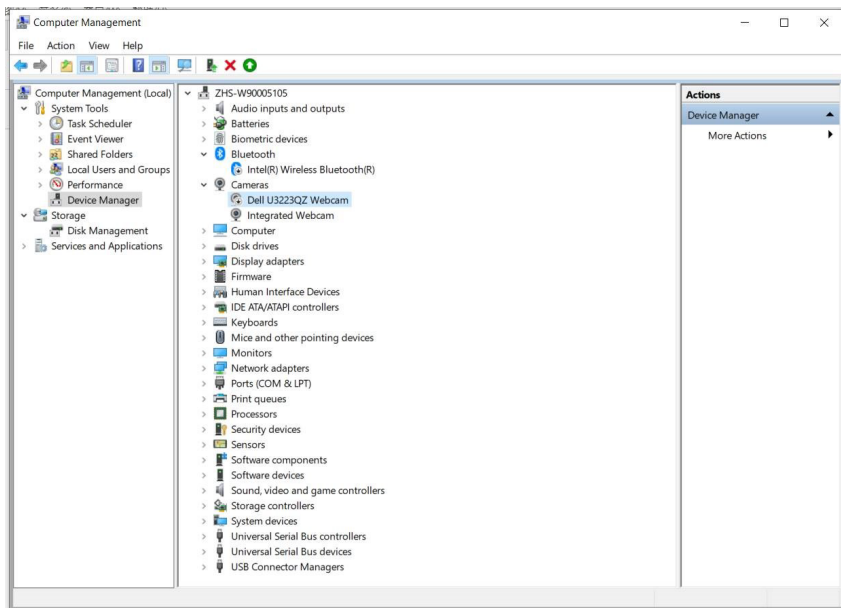 Computer Management
File Action View Help
Computer Management (Local)
System Tools
Task Scheduler
Event Viewer
Shared Folders
Local Users and Groups
Performance
Device Manager
Storage
Disk Management
Services and Applications
ZHS-W90005105
Audio inputs and outputs
Batteries
Biometric devices
Bluetooth
Intel(R) Wireless Bluetooth(R)
Cameras
Dell U3223QZ Webcam
Integrated Webcam
Computer
Disk drives
Display adapters
Firmware
Human Interface Devices
IDE ATA/ATAPI controllers
Keyboards
Mice and other pointing devices
Monitors
Network adapters
Ports (COM & LPT)
Print queues
Processors
Security devices
Sensors
Software components
Software devices
Sound, video and game controllers
Storage controllers
System devices
Universal Serial Bus controllers
Universal Serial Bus devices
USB Connector Managers
Actions
Device Manager
More Actions